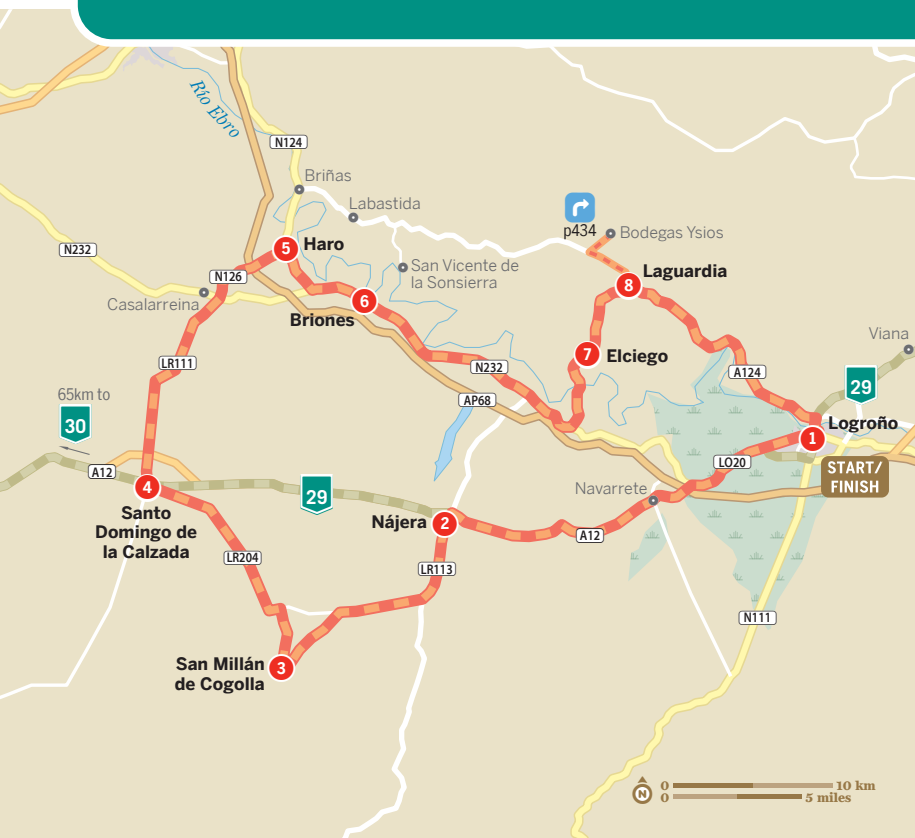 Río Ebro
N124
Briñas
Labastida
p434
Bodegas Ysios
N232
5
Haro
N126
San Vicente de
la Sonsierra
Laguardia
8
Casalarreina
6
Briones
Viana
7
Elciego
LR111
N232
A124
29
65km to
30
AP68
Logroño
1
A12
LO20
START/
FINISH
4
29
Navarrete
Santo
Domingo de
la Calzada
Nájera
2
A12
LR204
LR113
N111
San Millán
de Cogolla
3
N
0
10 km
0
5 miles